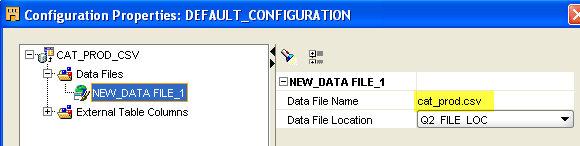 Configuration Properties: DEFAULT_CONFIGURATION
CAT_PROD_CSV
Data Files
NEW_DATA FILE_1
External Table Columns
NEW_DATA FILE_1
Data File Name cat_prod.csv
Data File Location Q2_FILE_LOC